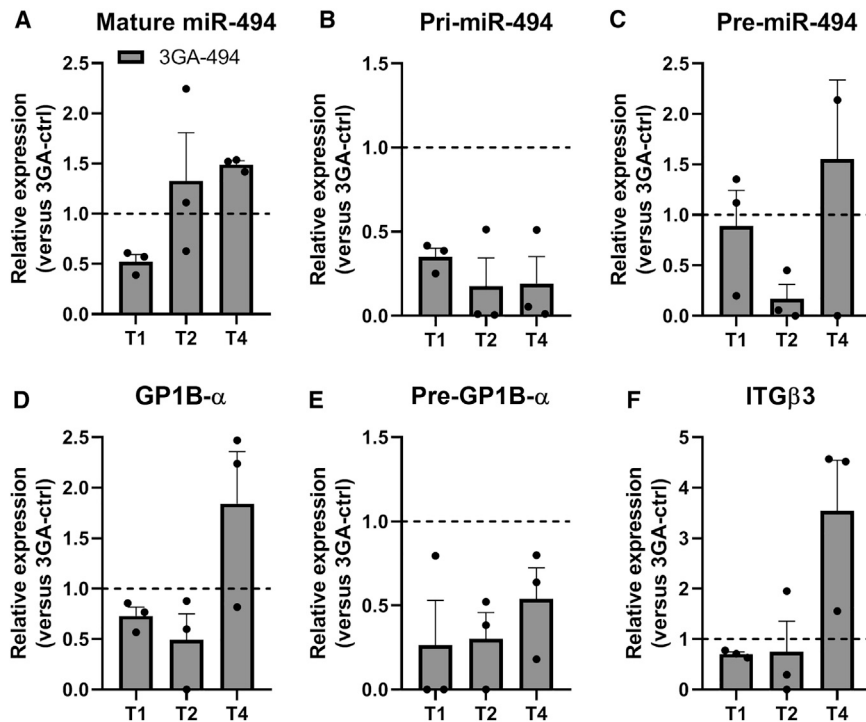 A Mature miR-494
3GA-494
Relative expression
(versus 3GA-ctrl)
2.5
2.0
1.5
1.0
0.5
0.0
T1 T2 T4
B Pri-miR-494
Relative expression
(versus 3GA-ctrl)
1.5
1.0
0.5
0.0
T1 T2 T4
C Pre-miR-494
Relative expression
(versus 3GA-ctrl)
2.5
2.0
1.5
1.0
0.5
0.0
T1 T2 T4
D GP1B-α
Relative expression
(versus 3GA-ctrl)
2.5
2.0
1.5
1.0
0.5
0.0
T1 T2 T4
E Pre-GP1B-α
Relative expression
(versus 3GA-ctrl)
1.5
1.0
0.5
0.0
T1 T2 T4
F ITGβ3
Relative expression
(versus 3GA-ctrl)
5
4
3
2
1
0
T1 T2 T4